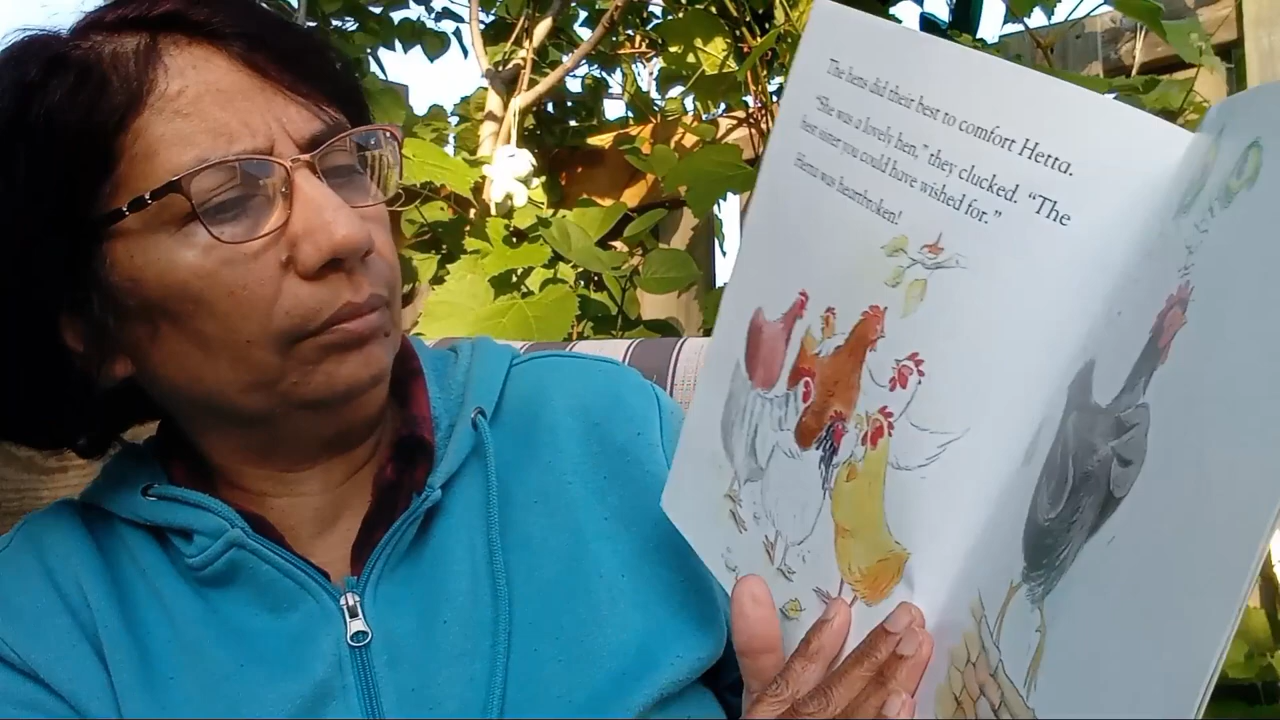 The hens did their best to comfort Hetta.
"She was a lovely hen," they clucked. "The
best sister you could have wished for."
Hetta was heartbroken!